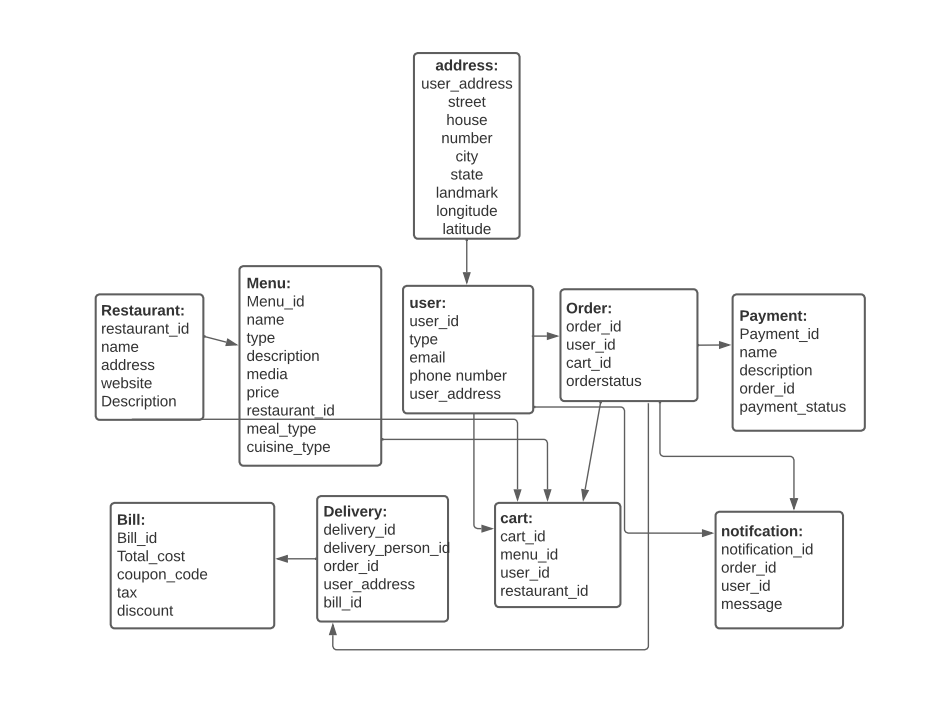 address:
user_address
street
house
number
city
state
landmark
longitude
latitude
Restaurant:
restaurant_id
name
address
website
Description
Menu:
Menu_id
name
type
description
media
price
restaurant_id
meal_type
cuisine_type
user:
user_id
type
email
phone number
user_address
Order:
order_id
user_id
cart_id
orderstatus
Payment:
Payment_id
name
description
order_id
payment_status
Bill:
Bill_id
Total_cost
coupon_code
tax
discount
Delivery:
delivery_id
delivery_person_id
order_id
user_address
bill_id
cart:
cart_id
menu_id
user_id
restaurant_id
notifcation:
notification_id
order_id
user_id
message